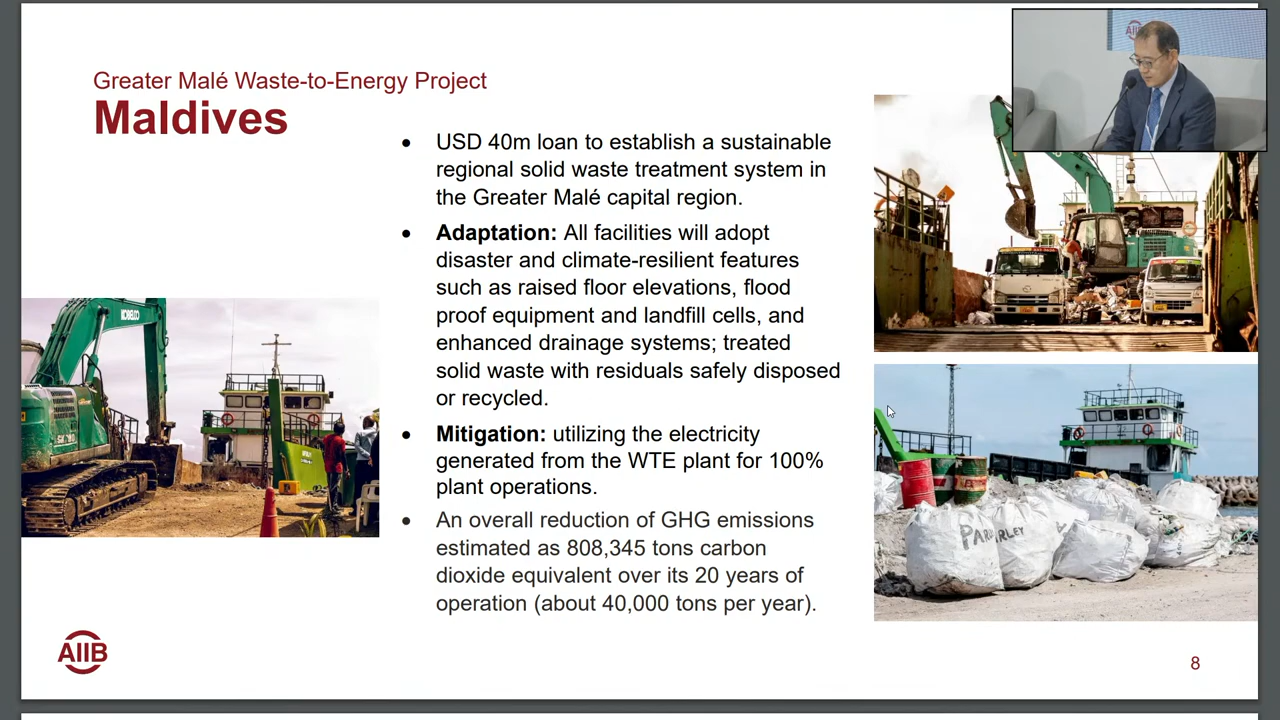 Greater Malé Waste-to-Energy Project
Maldives
• USD 40m loan to establish a sustainable
regional solid waste treatment system in
the Greater Malé capital region.
• Adaptation: All facilities will adopt
disaster and climate-resilient features
such as raised floor elevations, flood
proof equipment and landfill cells, and
enhanced drainage systems; treated
solid waste with residuals safely disposed
or recycled.
• Mitigation: utilizing the electricity
generated from the WTE plant for 100%
plant operations.
• An overall reduction of GHG emissions
estimated as 808,345 tons carbon
dioxide equivalent over its 20 years of
operation (about 40,000 tons per year).
KOBELCO
AIIB
AIIB
8